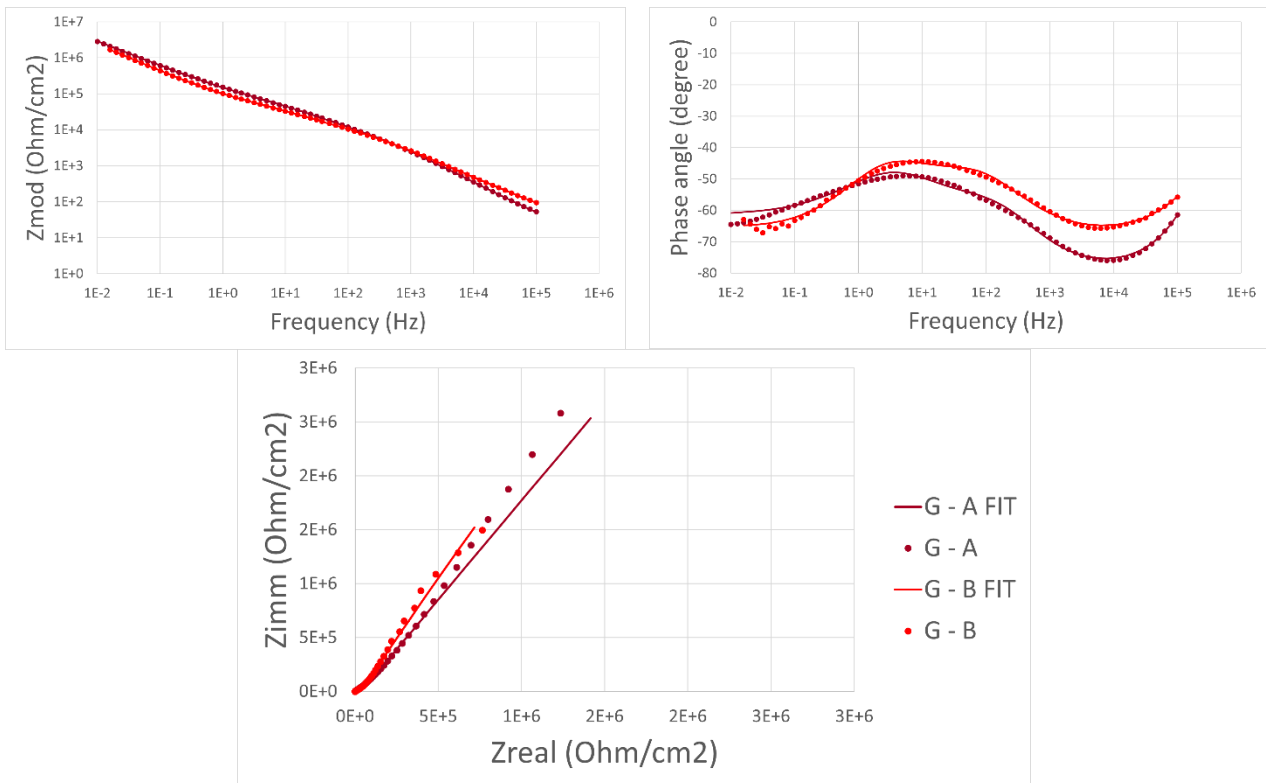 1E+7
1E+6
1E+5
1E+4
1E+3
1E+2
1E+1
1E+0
Zmod (Ohm/cm2)
1E-2 1E-1 1E+0 1E+1 1E+2 1E+3 1E+4 1E+5 1E+6
Frequency (Hz)
0
-10
-20
-30
-40
-50
-60
-70
-80
Phase angle (degree)
1E-2 1E-1 1E+0 1E+1 1E+2 1E+3 1E+4 1E+5 1E+6
Frequency (Hz)
3E+6
3E+6
2E+6
2E+6
1E+6
5E+5
0E+0
Zimm (Ohm/cm2)
0E+0 5E+5 1E+6 2E+6 2E+6 3E+6 3E+6
Zreal (Ohm/cm2)
G - A FIT
G - A
G - B FIT
G - B